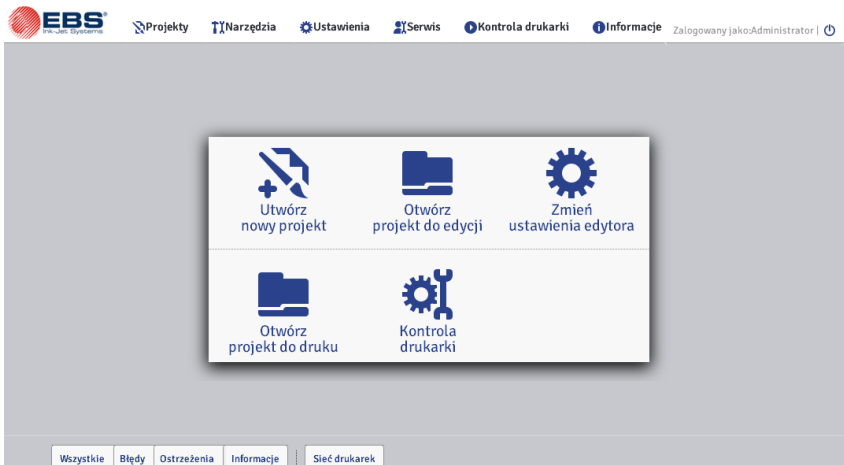 EBS®
Ink-Jet Systems
Projekty
Narzędzia
Ustawienia
Serwis
Kontrola drukarki
Informacje
Zalogowany jako:Administrator |
Utwórz
nowy projekt
Otwórz
projekt do edycji
Zmień
ustawienia edytora
Otwórz
projekt do druku
Kontrola
drukarki
Wszystkie
Błędy
Ostrzeżenia
Informacje
Sieć drukarek